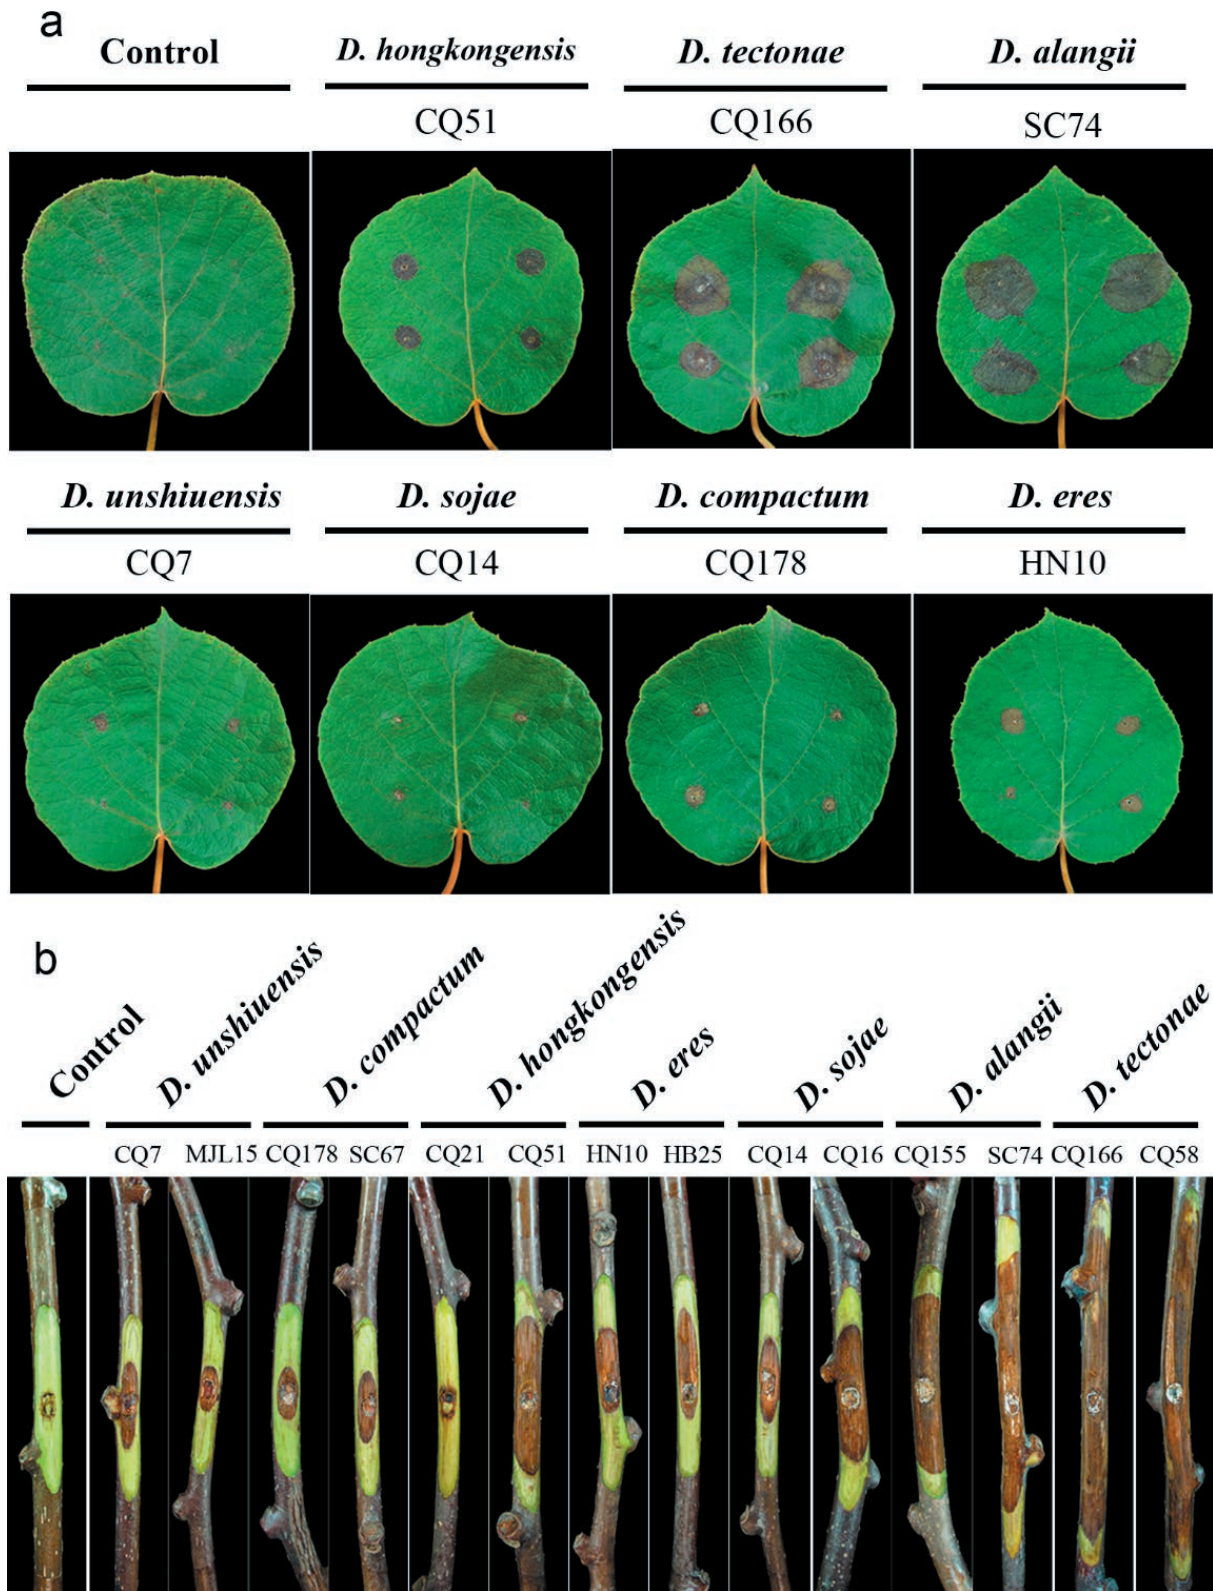 a
Control D. hongkongensis D. tectonae D. alangii
CQ51 CQ166 SC74
D. unshiuensis D. sojae D. compactum D. eres
CQ7 CQ14 CQ178 HN10
b
Control D. unshiuensis D. compactum D. hongkongensis D. eres D. sojae D. alangii D. tectonae
CQ7 MJL15 CQ178 SC67 CQ21 CQ51 HN10 HB25 CQ14 CQ16 CQ155 SC74 CQ166 CQ58